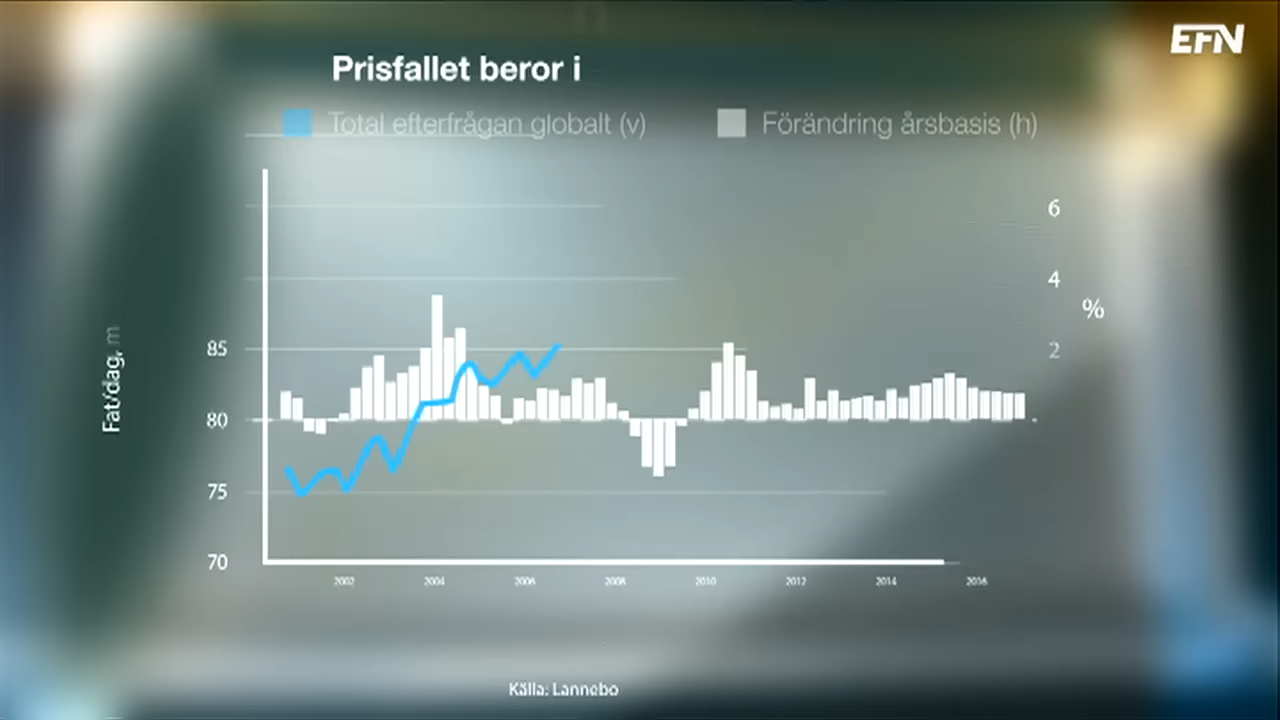 EFN
Prisfallet beror i
Total efterfrågan globalt (v)
Förändring årsbasis (h)
6
4
%
2
Fat/dag, m
85
80
75
70
2002 2004 2006 2008 2010 2012 2014 2016
Källa: Lannebo